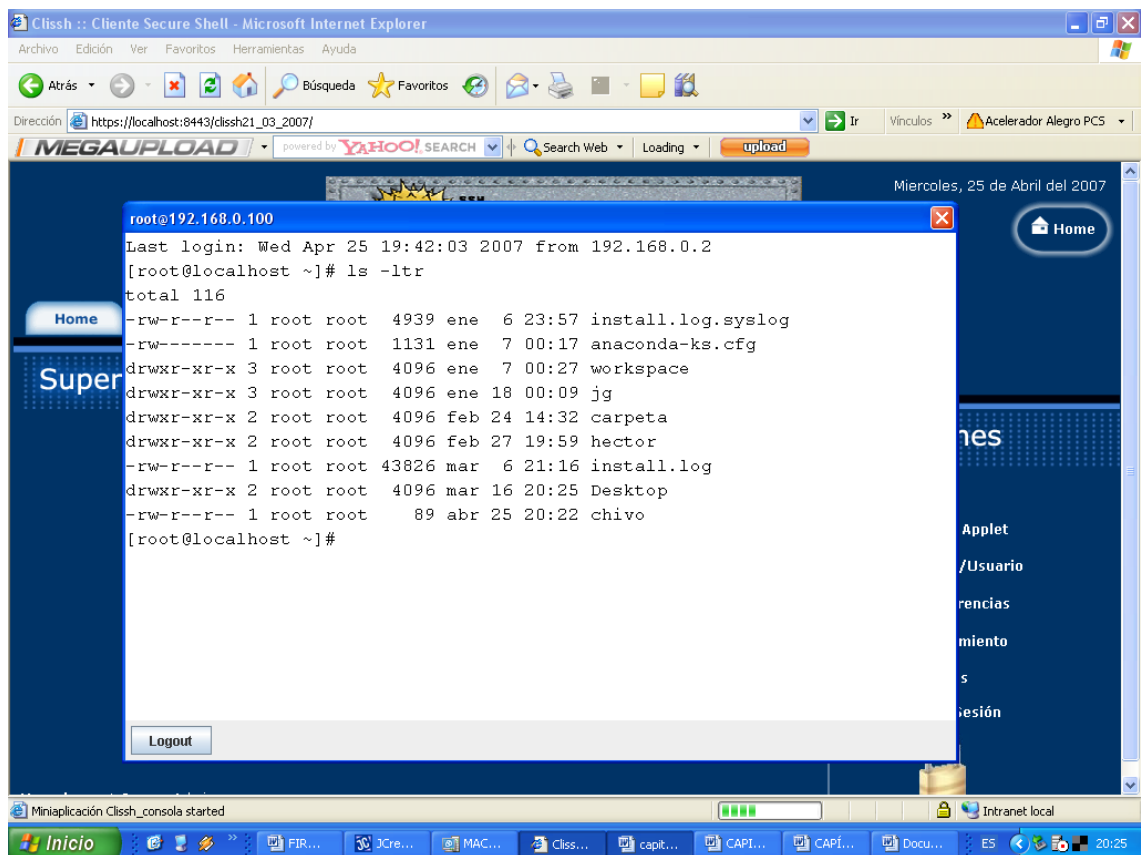 Clissh :: Cliente Secure Shell - Microsoft Internet Explorer
Archivo Edición Ver Favoritos Herramientas Ayuda
Atrás Búsqueda Favoritos
Dirección https://localhost:8443/clissh21_03_2007/ Ir Vínculos » Acelerador Alegro PCS
MEGAUPLOAD powered by YAHOO! SEARCH Search Web Loading upload
Miercoles, 25 de Abril del 2007
Home
root@192.168.0.100
Last login: Wed Apr 25 19:42:03 2007 from 192.168.0.2
[root@localhost ~]# ls -ltr
total 116
-rw-r--r-- 1 root root 4939 ene 6 23:57 install.log.syslog
-rw------- 1 root root 1131 ene 7 00:17 anaconda-ks.cfg
drwxr-xr-x 3 root root 4096 ene 7 00:27 workspace
drwxr-xr-x 3 root root 4096 ene 18 00:09 jg
drwxr-xr-x 2 root root 4096 feb 24 14:32 carpeta
drwxr-xr-x 2 root root 4096 feb 27 19:59 hector
-rw-r--r-- 1 root root 43826 mar 6 21:16 install.log
drwxr-xr-x 2 root root 4096 mar 16 20:25 Desktop
-rw-r--r-- 1 root root 89 abr 25 20:22 chivo
[root@localhost ~]#
Logout
Home
Super
nes
Applet
/Usuario
rencias
miento
s
Sesión
Miniaplicación Clissh_consola started Intranet local
Inicio » FIR... JCre... MAC... Cliss... capit... CAPI... CAPÍ... Docu... ES 20:25